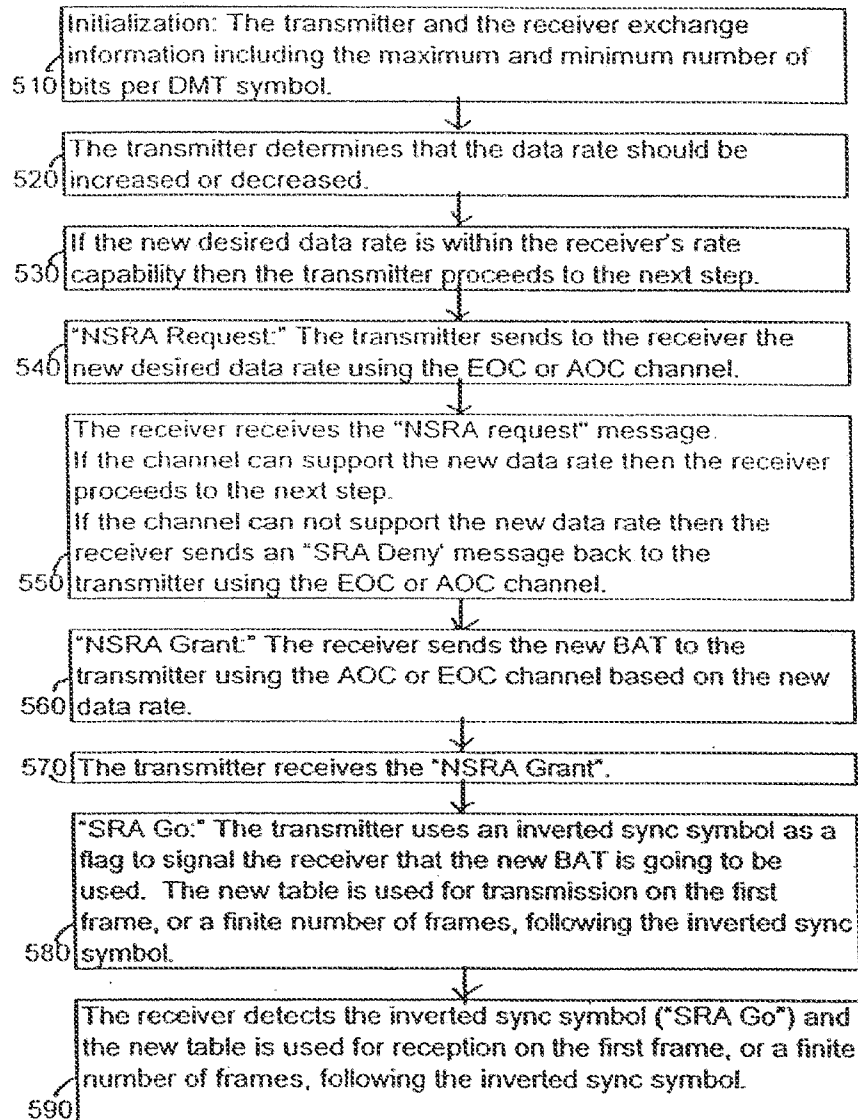 Initialization: The transmitter and the receiver exchange
information including the maximum and minimum number of
510 bits per DMT symbol.
The transmitter determines that the data rate should be
520 increased or decreased.
If the new desired data rate is within the receiver's rate
530 capability then the transmitter proceeds to the next step.
"NSRA Request:" The transmitter sends to the receiver the
540 new desired data rate using the EOC or AOC channel.
The receiver receives the "NSRA request" message.
If the channel can support the new data rate then the receiver
proceeds to the next step.
If the channel can not support the new data rate then the
receiver sends an "SRA Deny' message back to the
550 transmitter using the EOC or AOC channel.
"NSRA Grant:" The receiver sends the new BAT to the
transmitter using the AOC or EOC channel based on the new
560 data rate.
570 The transmitter receives the "NSRA Grant".
"SRA Go:" The transmitter uses an inverted sync symbol as a
flag to signal the receiver that the new BAT is going to be
used. The new table is used for transmission on the first
frame, or a finite number of frames, following the inverted sync
580 symbol.
The receiver detects the inverted sync symbol ("SRA Go") and
the new table is used for reception on the first frame, or a finite
number of frames, following the inverted sync symbol.
590